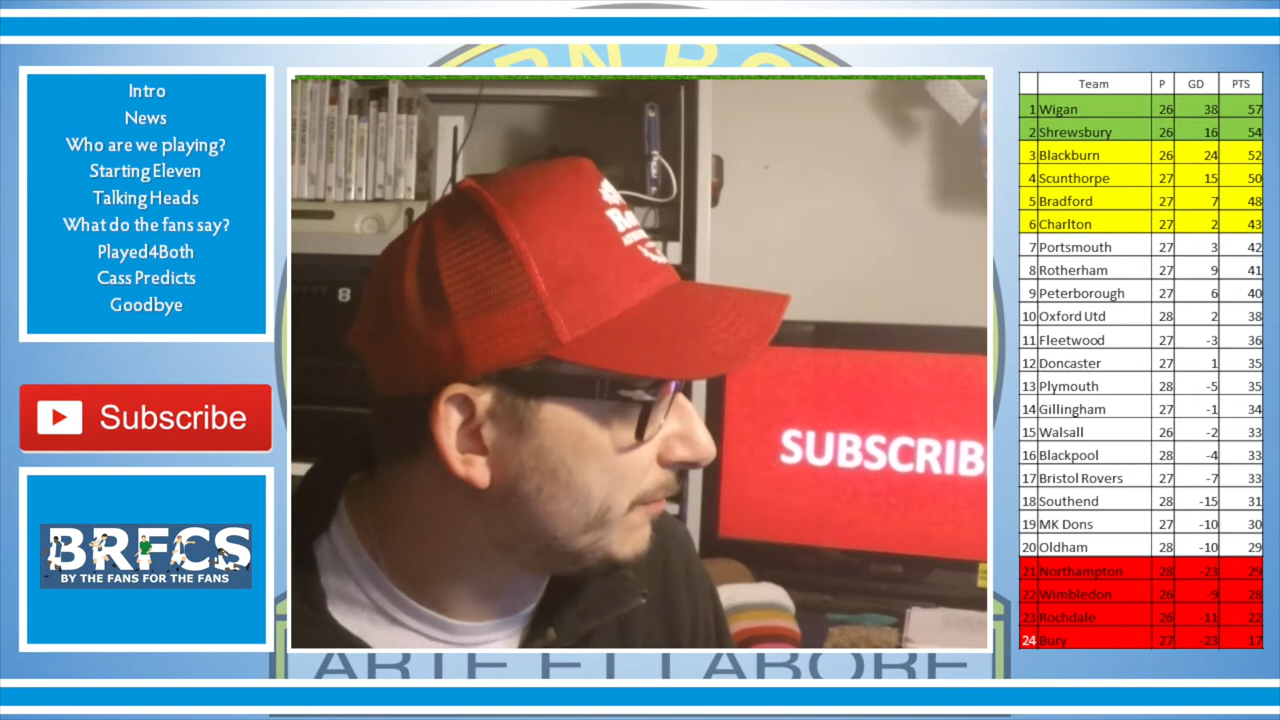 RN RO
Intro
News
Who are we playing?
Starting Eleven
Talking Heads
What do the fans say?
Played4Both
Cass Predicts
Goodbye
Subscribe
BRFCS
BY THE FANS FOR THE FANS
8
SUBSCRIB
Team P GD PTS
1 Wigan 26 38 57
2 Shrewsbury 26 16 54
3 Blackburn 26 24 52
4 Scunthorpe 27 15 50
5 Bradford 27 7 48
6 Charlton 27 2 43
7 Portsmouth 27 3 42
8 Rotherham 27 9 41
9 Peterborough 27 6 40
10 Oxford Utd 28 2 38
11 Fleetwood 27 -3 36
12 Doncaster 27 1 35
13 Plymouth 28 -5 35
14 Gillingham 27 -1 34
15 Walsall 26 -2 33
16 Blackpool 28 -4 33
17 Bristol Rovers 27 -7 33
18 Southend 28 -15 31
19 MK Dons 27 -10 30
20 Oldham 28 -10 29
21 Northampton 28 -23 29
22 Wimbledon 26 -9 28
23 Rochdale 26 -11 22
24 Bury 27 -23 17
ARTE ET LABORE